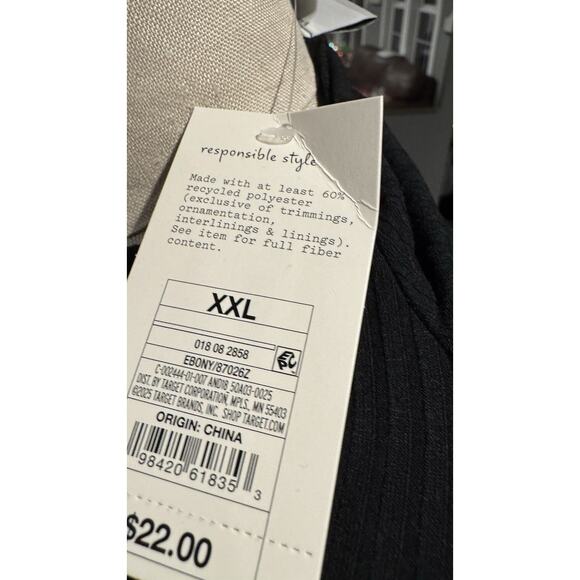 responsible style
Made with at least 60%
recycled polyester
(exclusive of trimmings,
ornamentation,
interlinings & linings).
See item for full fiber
content.
XXL
018 08 2858
EBONY/87026Z
C-002444-01-007 AND18 50A03-0025
DIST. BY TARGET CORPORATION, MPLS, MN 55403
©2025 TARGET BRANDS, INC. SHOP TARGET.COM
ORIGIN: CHINA
98420 61835 3
$22.00